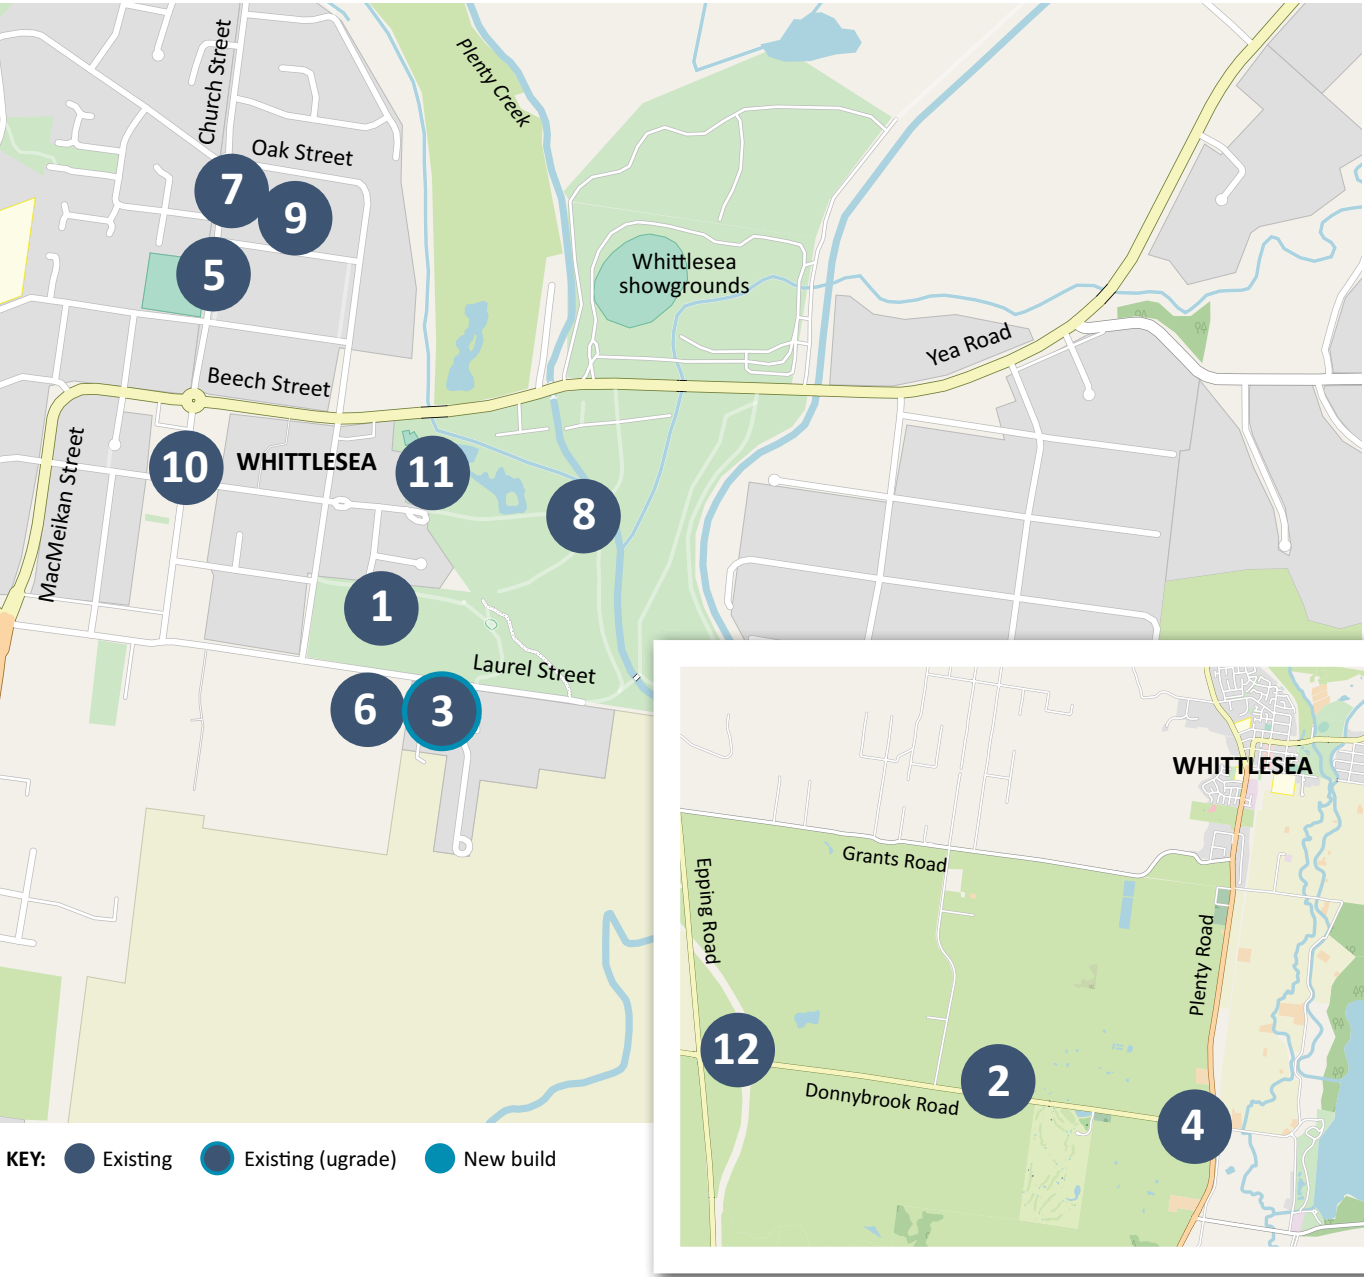 Church Street
Plenty Creek
Oak Street
7
9
5
Whittlesea
showgrounds
Yea Road
Beech Street
MacMeikan Street
10
WHITTLESEA
11
8
1
Laurel Street
6
3
WHITTLESEA
Grants Road
Epping Road
Plenty Road
12
2
Donnybrook Road
4
KEY:
Existing
Existing (ugrade)
New build